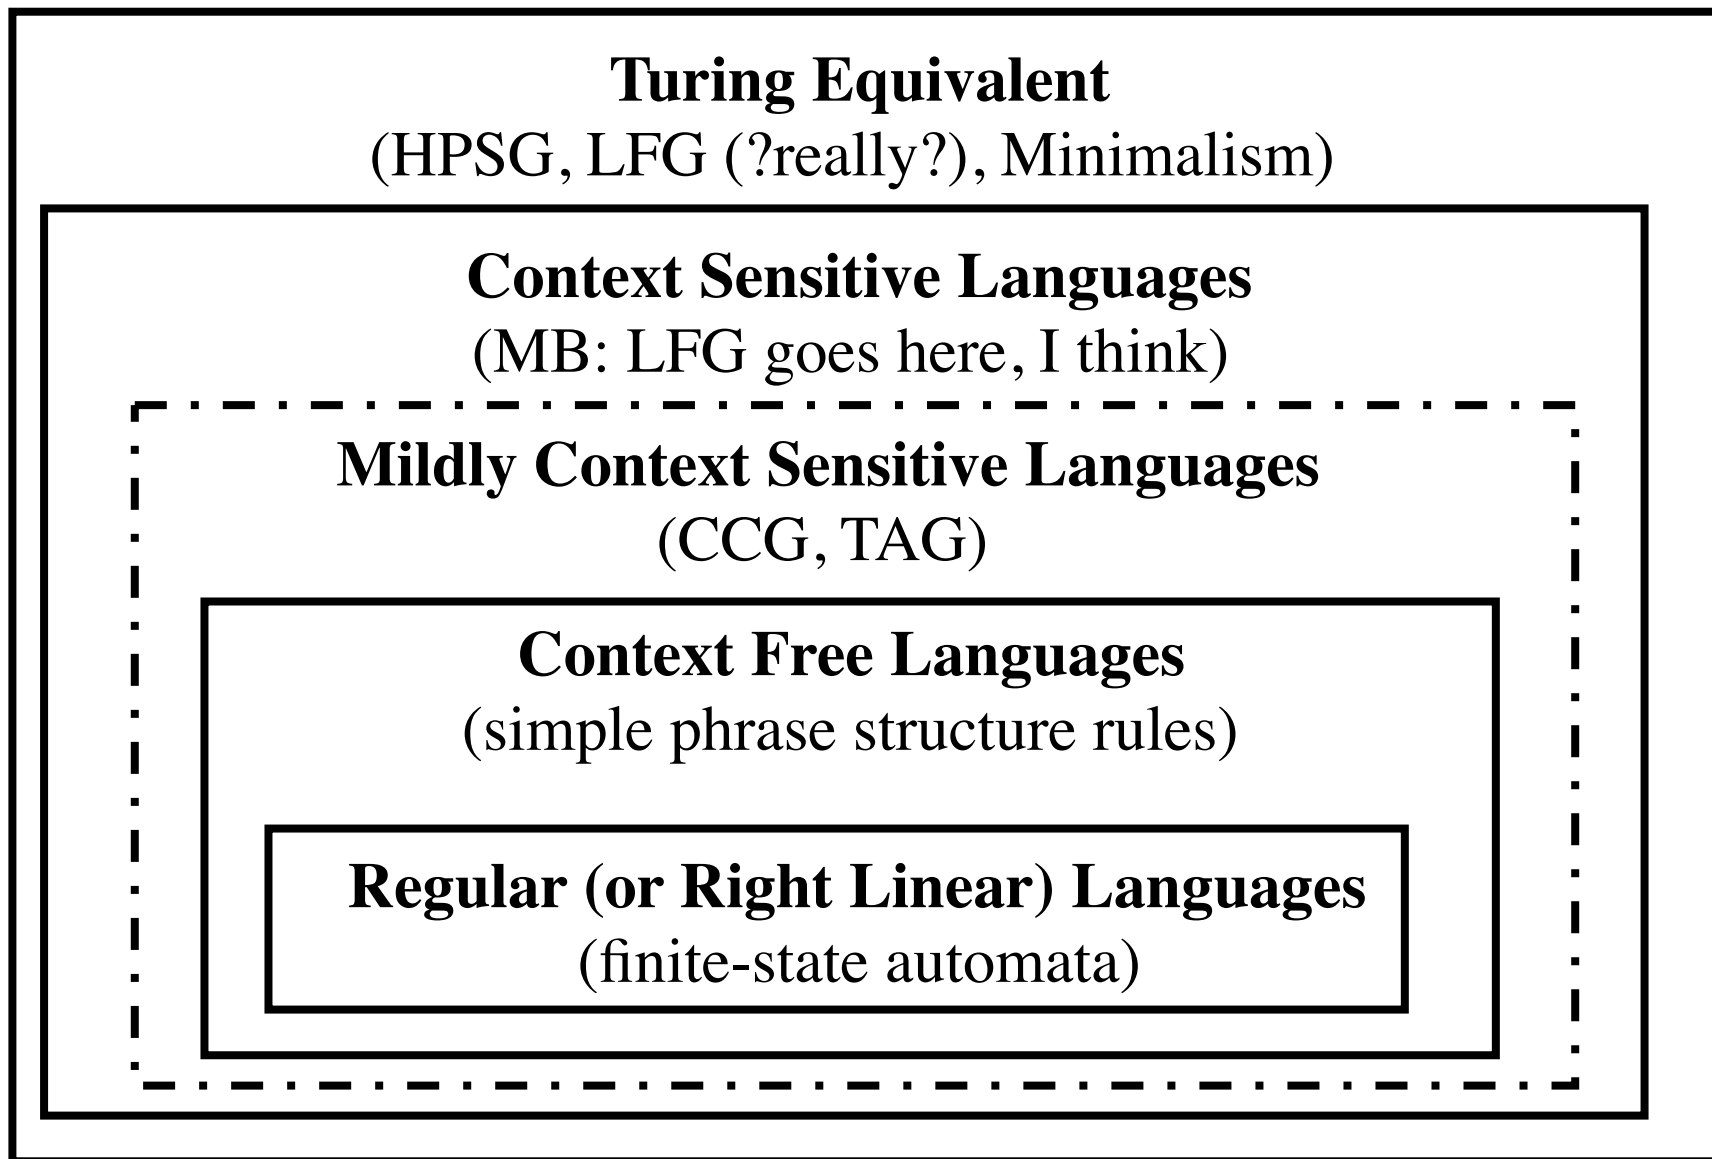 Turing Equivalent
(HPSG, LFG (?really?), Minimalism)
Context Sensitive Languages
(MB: LFG goes here, I think)
Mildly Context Sensitive Languages
(CCG, TAG)
Context Free Languages
(simple phrase structure rules)
Regular (or Right Linear) Languages
(finite-state automata)